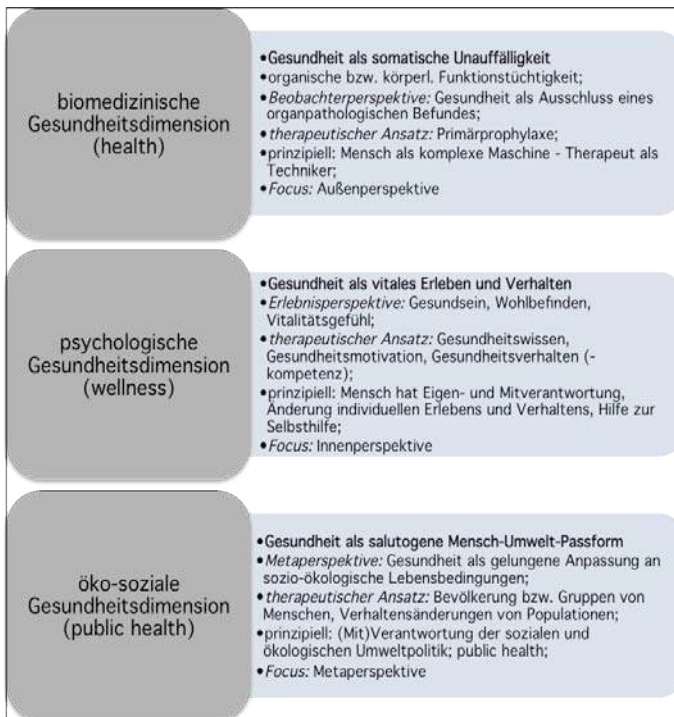 biomedizinische
Gesundheitsdimension
(health)
•Gesundheit als somatische Unauffälligkeit
•organische bzw. körperl. Funktionstüchtigkeit;
•Beobachterperspektive: Gesundheit als Ausschluss eines
organpathologischen Befundes;
•therapeutischer Ansatz: Primärprophylaxe;
•prinzipiell: Mensch als komplexe Maschine - Therapeut als
Techniker;
•Focus: Außenperspektive
psychologische
Gesundheitsdimension
(wellness)
•Gesundheit als vitales Erleben und Verhalten
•Erlebnisperspektive: Gesundsein, Wohlbefinden,
Vitalitätsgefühl;
•therapeutischer Ansatz: Gesundheitswissen,
Gesundheitsmotivation, Gesundheitsverhalten (-
kompetenz);
•prinzipiell: Mensch hat Eigen- und Mitverantwortung,
Änderung individuellen Erlebens und Verhaltens, Hilfe zur
Selbsthilfe;
•Focus: Innenperspektive
öko-soziale
Gesundheitsdimension
(public health)
•Gesundheit als salutogene Mensch-Umwelt-Passform
•Metaperspektive: Gesundheit als gelungene Anpassung an
sozio-ökologische Lebensbedingungen;
•therapeutischer Ansatz: Bevölkerung bzw. Gruppen von
Menschen, Verhaltensänderungen von Populationen;
•prinzipiell: (Mit)Verantwortung der sozialen und
ökologischen Umweltpolitik; public health;
•Focus: Metaperspektive